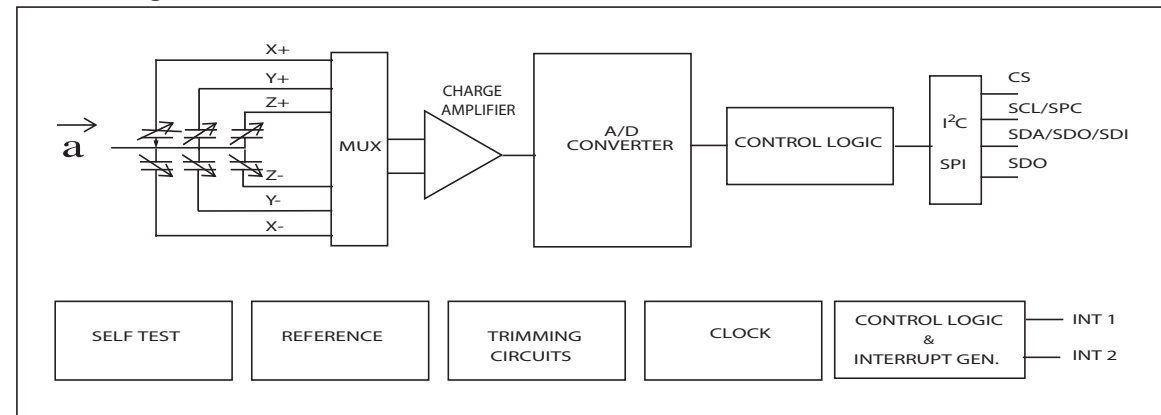 X+
Y+
Z+
a
Z-
Y-
X-
MUX
CHARGE
AMPLIFIER
A/D
CONVERTER
CONTROL LOGIC
I²C
SPI
CS
SCL/SPC
SDA/SDO/SDI
SDO
SELF TEST
REFERENCE
TRIMMING
CIRCUITS
CLOCK
CONTROL LOGIC
&
INTERRUPT GEN.
INT 1
INT 2